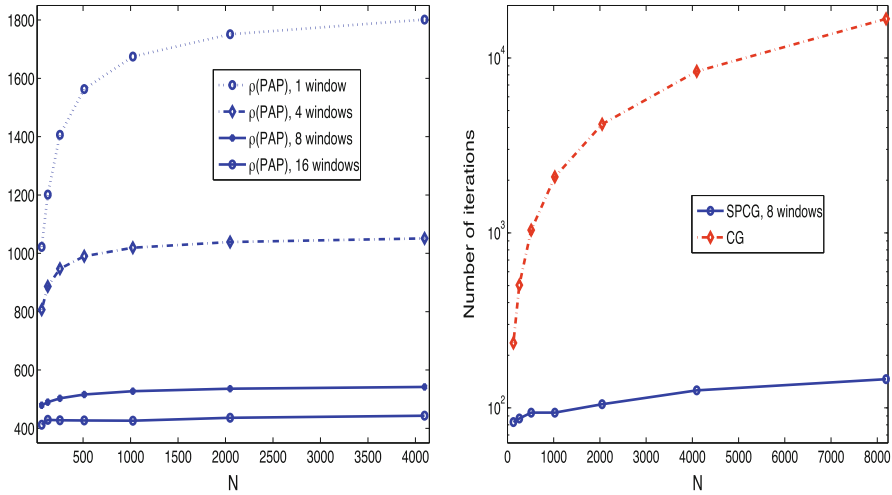 1800
1600
1400
1200
1000
800
600
400
500 1000 1500 2000 2500 3000 3500 4000
N
ρ(PAP), 1 window
ρ(PAP), 4 windows
ρ(PAP), 8 windows
ρ(PAP), 16 windows
Number of iterations
10^4
10^3
10^2
0 1000 2000 3000 4000 5000 6000 7000 8000
N
SPCG, 8 windows
CG